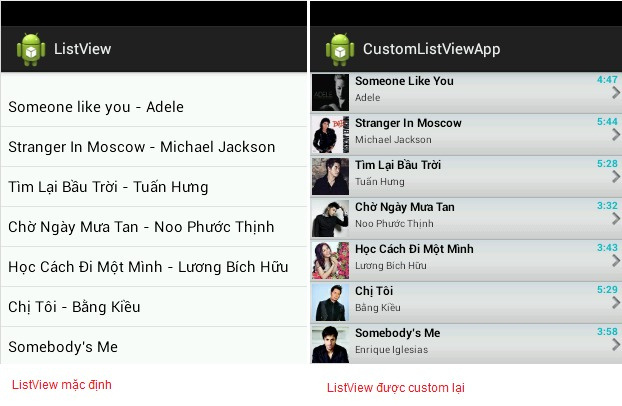 ListView
Someone like you - Adele
Stranger In Moscow - Michael Jackson
Tìm Lại Bầu Trời - Tuấn Hưng
Chờ Ngày Mưa Tan - Noo Phước Thịnh
Học Cách Đi Một Mình - Lương Bích Hữu
Chị Tôi - Bằng Kiều
Somebody's Me
ListView mặc định
CustomListViewApp
ADELE
Someone Like You 4:47
Adele
Stranger In Moscow 5:44
Michael Jackson
Tìm Lại Bầu Trời 5:28
Tuấn Hưng
Chờ Ngày Mưa Tan 3:32
Noo Phước Thịnh
Học Cách Đi Một Mình 3:43
Lương Bích Hữu
Chị Tôi 5:29
Bằng Kiều
Somebody's Me 3:58
Enrique Iglesias
ListView được custom lại